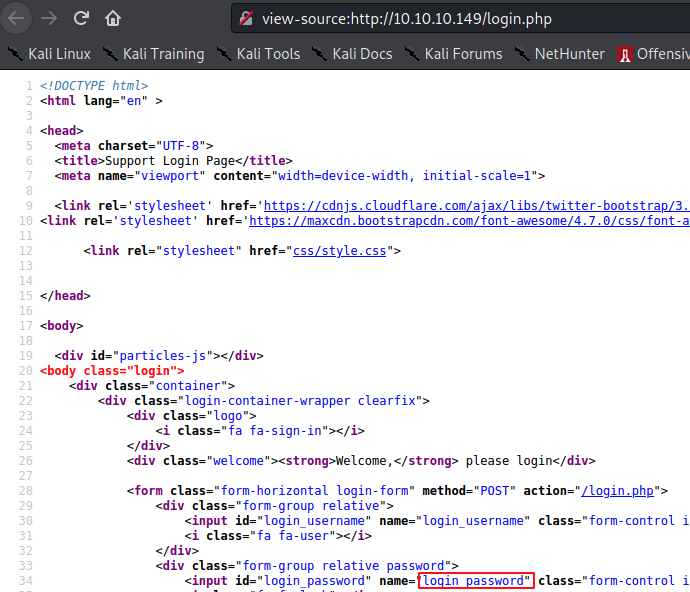 view-source:http://10.10.10.149/login.php
Kali Linux Kali Training Kali Tools Kali Docs Kali Forums NetHunter Offensiv
1 <!DOCTYPE html>
2 <html lang="en" >
3
4 <head>
5 <meta charset="UTF-8">
6 <title>Support Login Page</title>
7 <meta name="viewport" content="width=device-width, initial-scale=1">
8
9 <link rel='stylesheet' href='https://cdnjs.cloudflare.com/ajax/libs/twitter-bootstrap/3.
10 <link rel='stylesheet' href='https://maxcdn.bootstrapcdn.com/font-awesome/4.7.0/css/font-a
11
12 <link rel="stylesheet" href="css/style.css">
13
14
15 </head>
16
17 <body>
18
19 <div id="particles-js"></div>
20 <body class="login">
21 <div class="container">
22 <div class="login-container-wrapper clearfix">
23 <div class="logo">
24 <i class="fa fa-sign-in"></i>
25 </div>
26 <div class="welcome"><strong>Welcome,</strong> please login</div>
27
28 <form class="form-horizontal login-form" method="POST" action="/login.php">
29 <div class="form-group relative">
30 <input id="login_username" name="login_username" class="form-control i
31 <i class="fa fa-user"></i>
32 </div>
33 <div class="form-group relative password">
34 <input id="login_password" name="login_password" class="form-control i